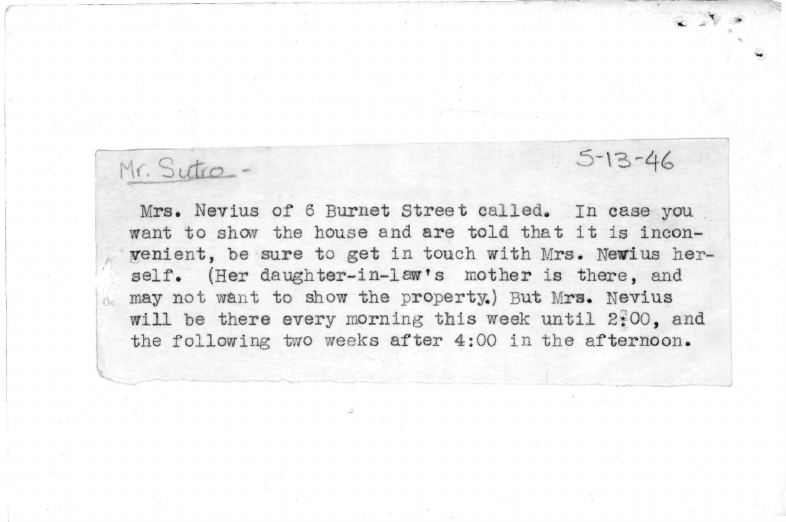 Mr. Sutro -
5-13-46
Mrs. Nevius of 6 Burnet Street called. In case you
want to show the house and are told that it is incon-
venient, be sure to get in touch with Mrs. Nevius her-
self. (Her daughter-in-law's mother is there, and
may not want to show the property.) But Mrs. Nevius
will be there every morning this week until 2:00, and
the following two weeks after 4:00 in the afternoon.